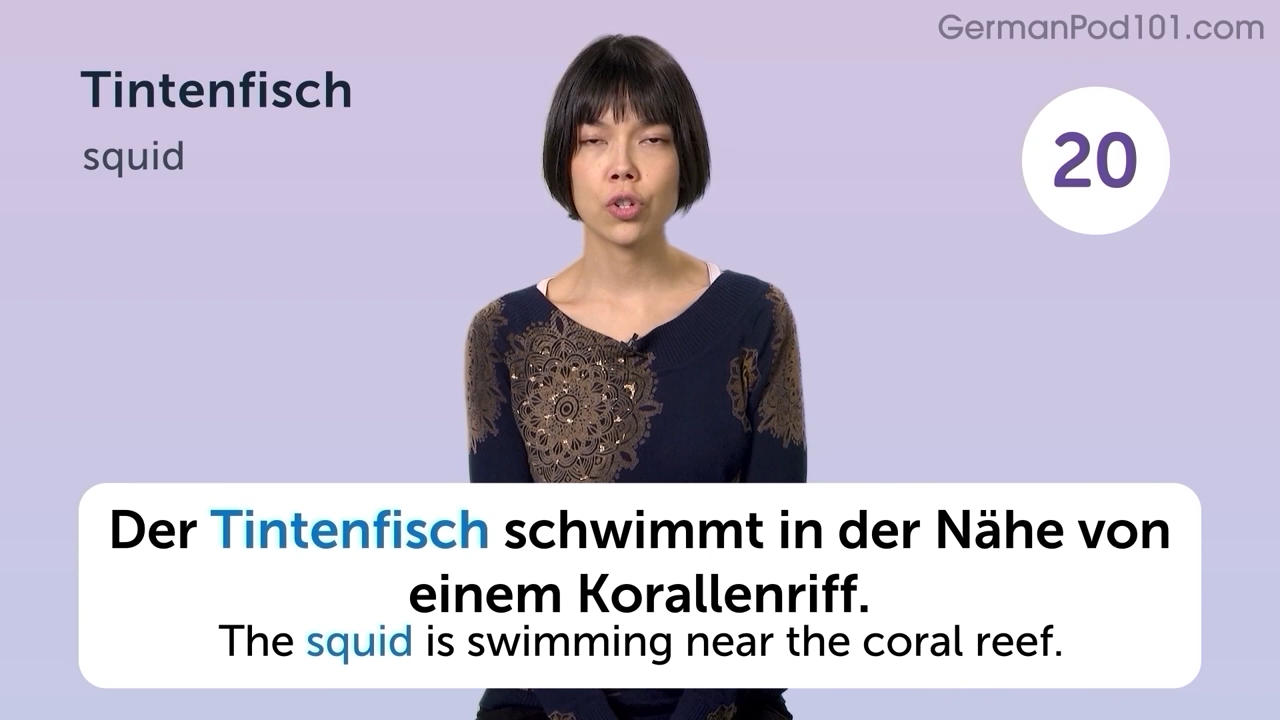 GermanPod101.com
Tintenfisch
squid
20
Der Tintenfisch schwimmt in der Nähe von
einem Korallenriff.
The squid is swimming near the coral reef.